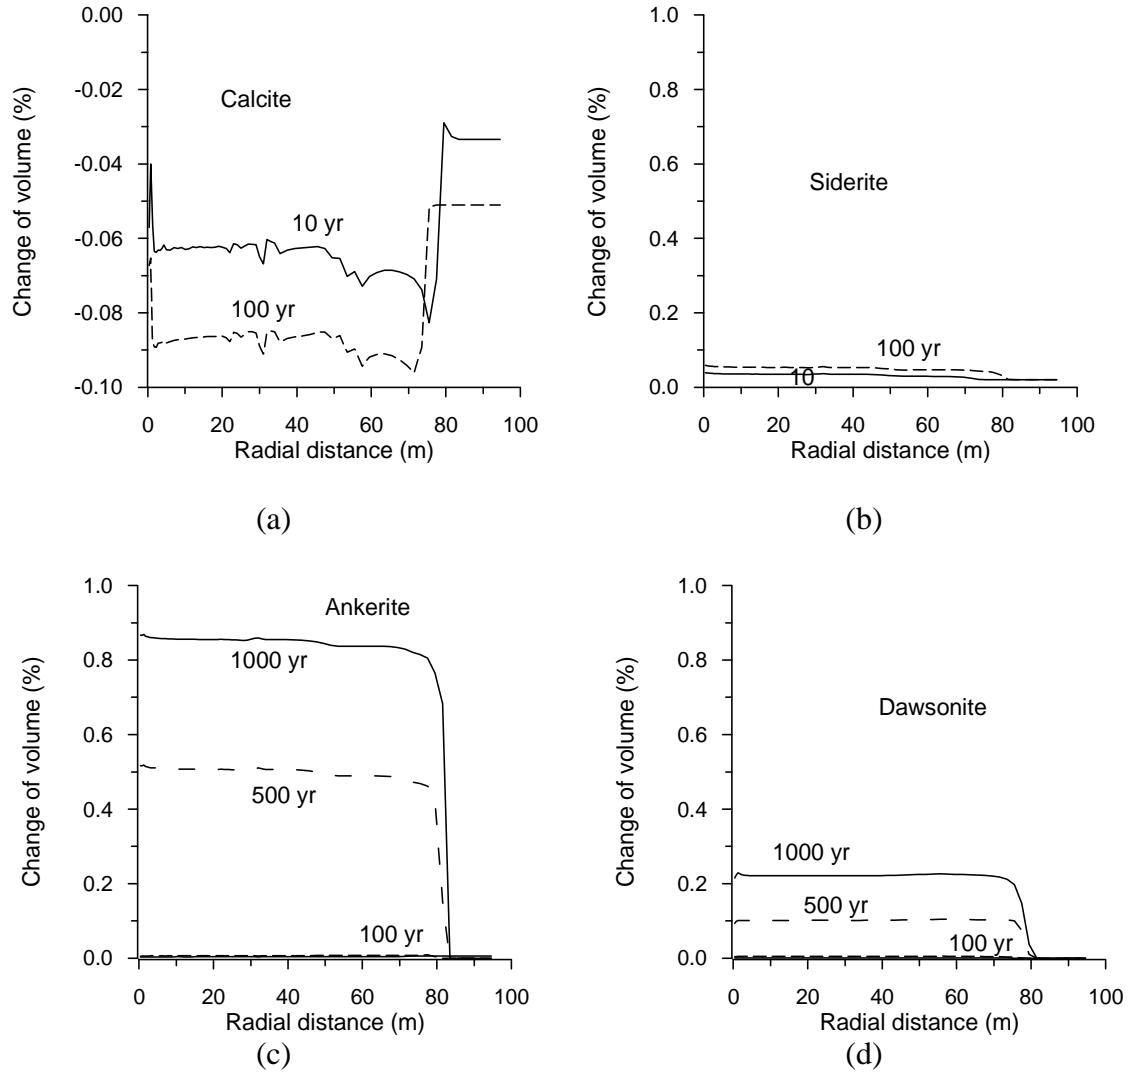 0.00
-0.02
-0.04
-0.06
-0.08
-0.10
Change of volume (%)
Calcite
10 yr
100 yr
0 20 40 60 80 100
Radial distance (m)
(a)
1.0
0.8
0.6
0.4
0.2
0.0
Change of volume (%)
Siderite
100 yr
10
0 20 40 60 80 100
Radial distance (m)
(b)
1.0
0.8
0.6
0.4
0.2
0.0
Change of volume (%)
Ankerite
1000 yr
500 yr
100 yr
0 20 40 60 80 100
Radial distance (m)
(c)
1.0
0.8
0.6
0.4
0.2
0.0
Change of volume (%)
Dawsonite
1000 yr
500 yr
100 yr
0 20 40 60 80 100
Radial distance (m)
(d)